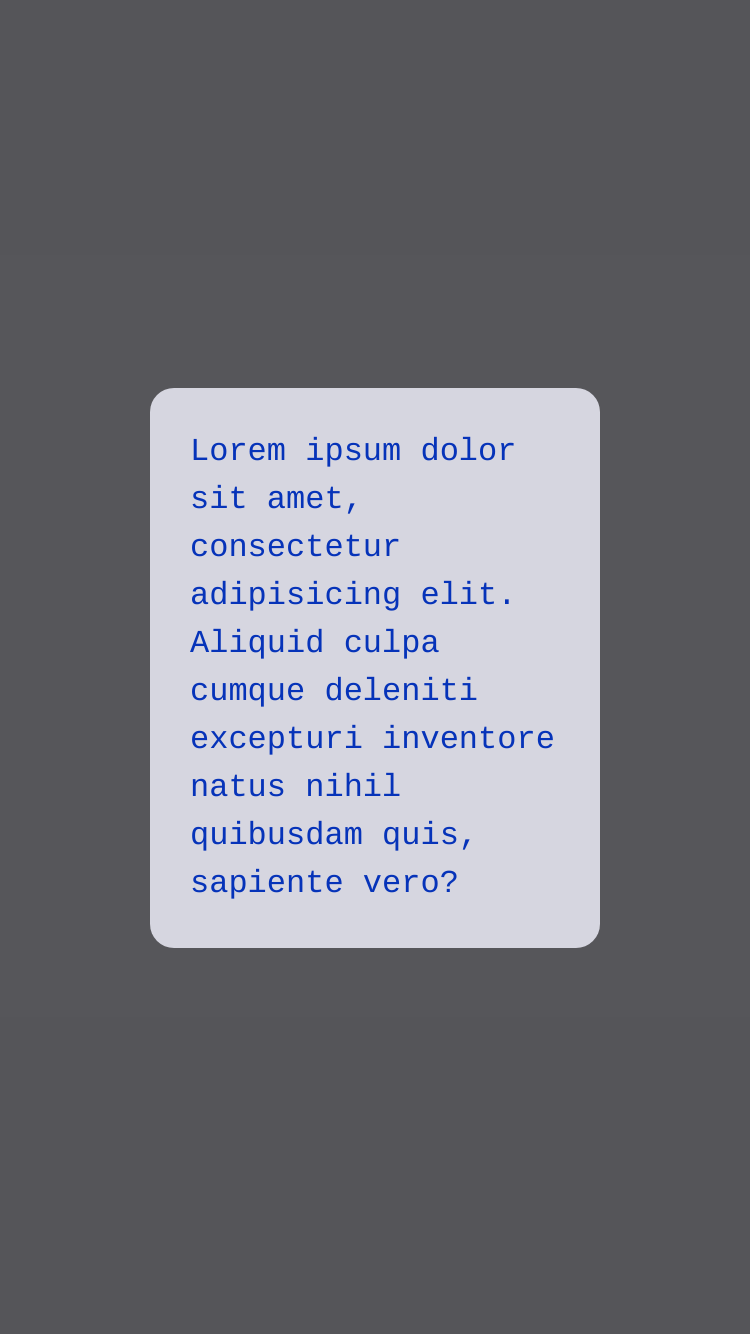 Lorem ipsum dolor
sit amet,
consectetur
adipisicing elit.
Aliquid culpa
cumque deleniti
excepturi inventore
natus nihil
quibusdam quis,
sapiente vero?